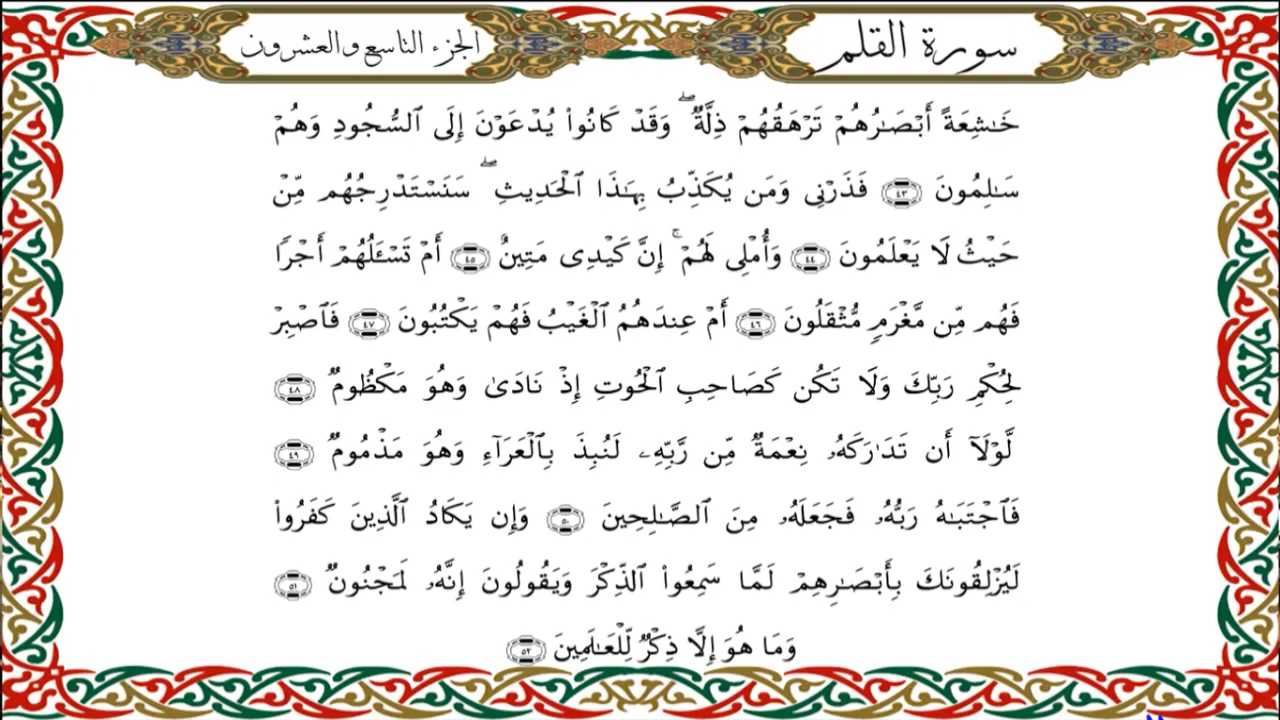 سورة القلم
الجزء التاسع والعشرون
خَـٰشِعَةً أَبْصَـٰرُهُمْ تَرْهَقُهُمْ ذِلَّةٌ ۖ وَقَدْ كَانُوا۟ يُدْعَوْنَ إِلَى ٱلسُّجُودِ وَهُمْ
سَـٰلِمُونَ ٤٣ فَذَرْنِى وَمَن يُكَذِّبُ بِهَـٰذَا ٱلْحَدِيثِ ۖ سَنَسْتَدْرِجُهُم مِّنْ
حَيْثُ لَا يَعْلَمُونَ ٤٤ وَأُمْلِى لَهُمْ ۚ إِنَّ كَيْدِى مَتِينٌ ٤٥ أَمْ تَسْـَٔلُهُمْ أَجْرًا
فَهُم مِّن مَّغْرَمٍ مُّثْقَلُونَ ٤٦ أَمْ عِندَهُمُ ٱلْغَيْبُ فَهُمْ يَكْتُبُونَ ٤٧ فَٱصْبِرْ
لِحُكْمِ رَبِّكَ وَلَا تَكُن كَصَاحِبِ ٱلْحُوتِ إِذْ نَادَىٰ وَهُوَ مَكْظُومٌ ٤٨
لَّوْلَآ أَن تَدَٰرَكَهُۥ نِعْمَةٌ مِّن رَّبِّهِۦ لَنُبِذَ بِٱلْعَرَآءِ وَهُوَ مَذْمُومٌ ٤٩
فَٱجْتَبَـٰهُ رَبُّهُۥ فَجَعَلَهُۥ مِنَ ٱلصَّـٰلِحِينَ ٥٠ وَإِن يَكَادُ ٱلَّذِينَ كَفَرُوا۟
لَيُزْلِقُونَكَ بِأَبْصَـٰرِهِمْ لَمَّا سَمِعُوا۟ ٱلذِّكْرَ وَيَقُولُونَ إِنَّهُۥ لَمَجْنُونٌ ٥١
وَمَا هُوَ إِلَّا ذِكْرٌ لِّلْعَـٰلَمِينَ ٥٢